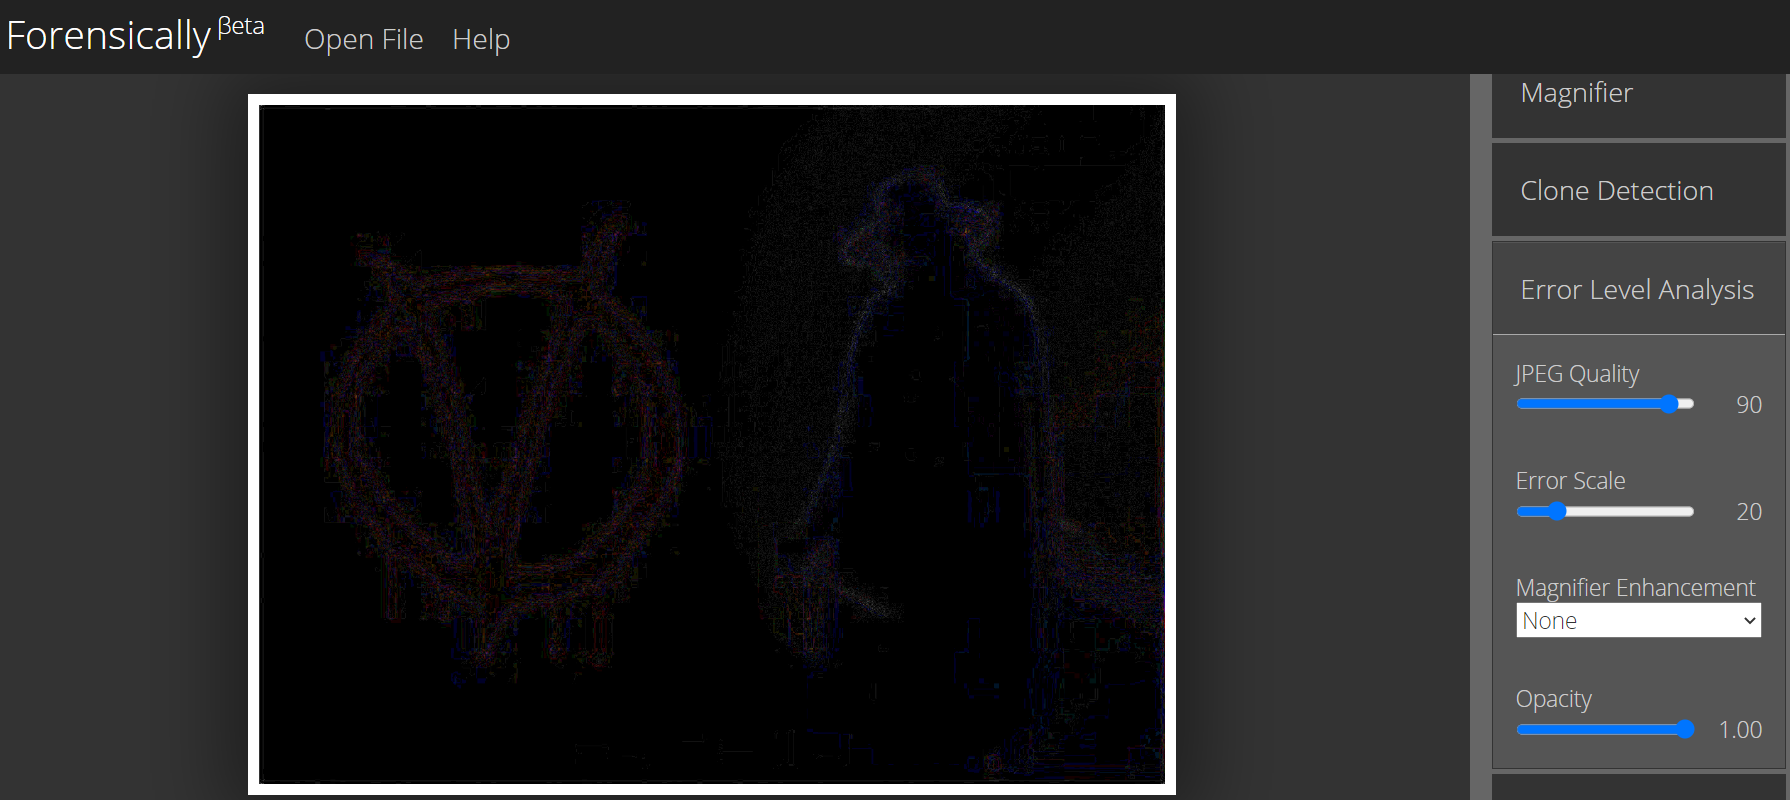 Forensically βeta
Open File
Help
Magnifier
Clone Detection
Error Level Analysis
JPEG Quality
90
Error Scale
20
Magnifier Enhancement
None
Opacity
1.00